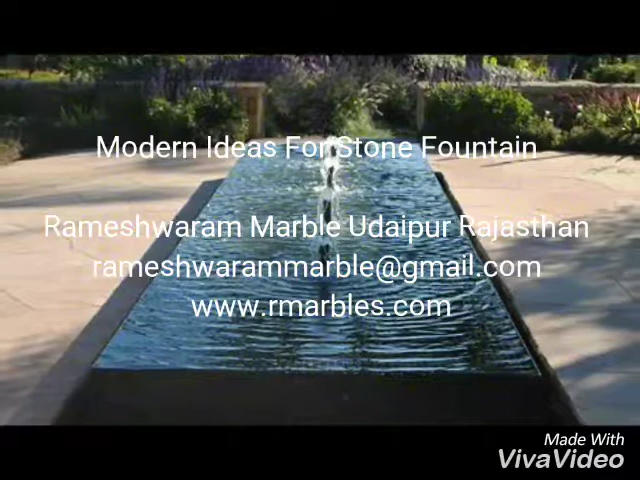 Modern Ideas For Stone Fountain
Rameshwaram Marble Udaipur Rajasthan
rameshwarammarble@gmail.com
www.rmarbles.com
Made With
VivaVideo